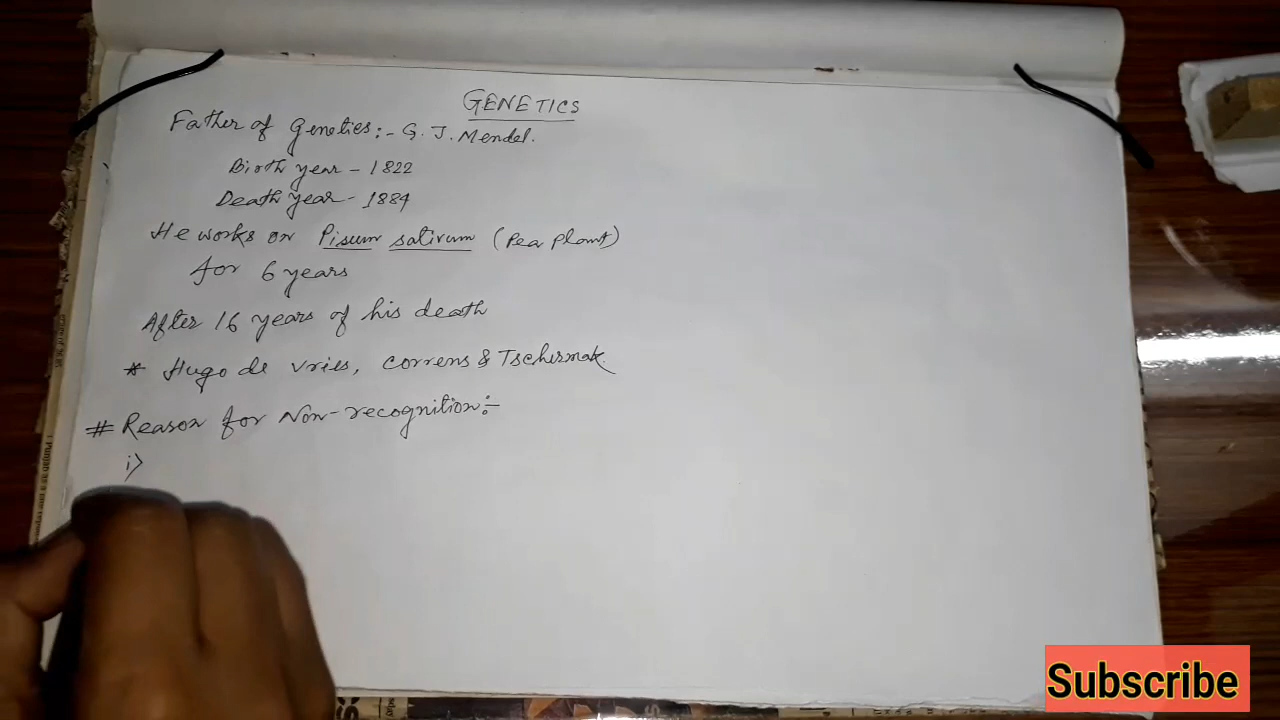 GENETICS
Father of Genetics:- G. J. Mendel.
Birth year - 1822
Death year - 1884
He works on Pisum sativum (Pea plant)
for 6 years
After 16 years of his death
* Hugo de Vries, Correns & Tschermak.
# Reason for Non-recognition:-
i>
Subscribe